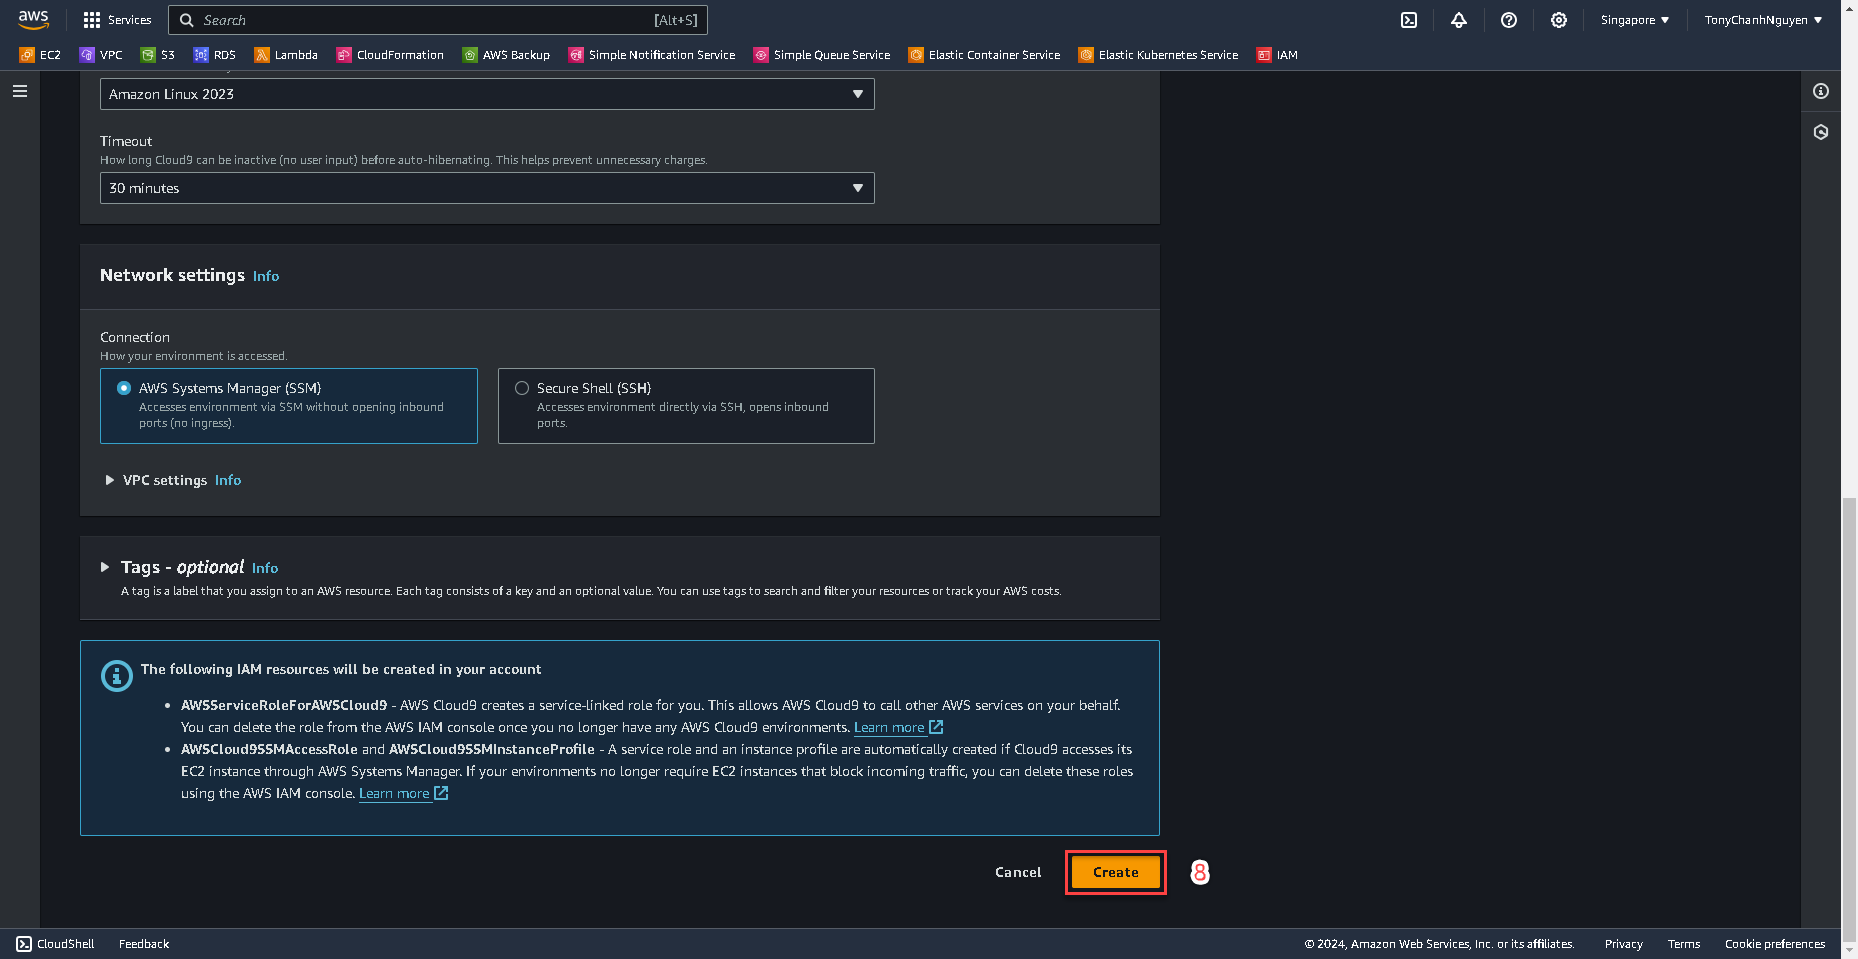 aws
Services
Search
[Alt+S]
Singapore
TonyChanhNguyen
EC2
VPC
S3
RDS
Lambda
CloudFormation
AWS Backup
Simple Notification Service
Simple Queue Service
Elastic Container Service
Elastic Kubernetes Service
IAM
Amazon Linux 2023
Timeout
How long Cloud9 can be inactive (no user input) before auto-hibernating. This helps prevent unnecessary charges.
30 minutes
Network settings Info
Connection
How your environment is accessed.
AWS Systems Manager (SSM)
Accesses environment via SSM without opening inbound
ports (no ingress).
Secure Shell (SSH)
Accesses environment directly via SSH, opens inbound
ports.
VPC settings Info
Tags - optional Info
A tag is a label that you assign to an AWS resource. Each tag consists of a key and an optional value. You can use tags to search and filter your resources or track your AWS costs.
The following IAM resources will be created in your account
• AWSServiceRoleForAWSCloud9 - AWS Cloud9 creates a service-linked role for you. This allows AWS Cloud9 to call other AWS services on your behalf.
You can delete the role from the AWS IAM console once you no longer have any AWS Cloud9 environments. Learn more
• AWSCloud9SSMAccessRole and AWSCloud9SSMInstanceProfile - A service role and an instance profile are automatically created if Cloud9 accesses its
EC2 instance through AWS Systems Manager. If your environments no longer require EC2 instances that block incoming traffic, you can delete these roles
using the AWS IAM console. Learn more
Cancel
Create
8
CloudShell
Feedback
© 2024, Amazon Web Services, Inc. or its affiliates.
Privacy
Terms
Cookie preferences